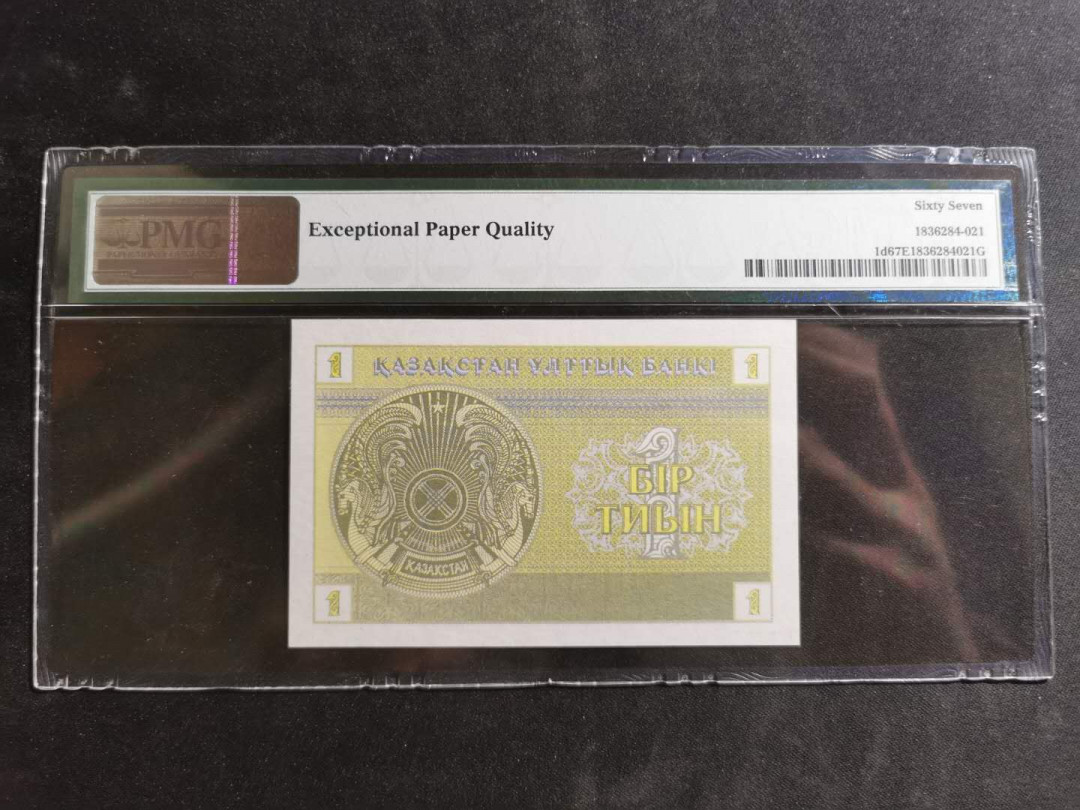 PMG
Exceptional Paper Quality
Sixty Seven
1836284-021
1d67E1836284021G
1 ҚАЗАҚСТАН ҰЛТТЫҚ БАНКІ 1
1
БІР
ТИЫН
ҚАЗАҚСТАН
1 1